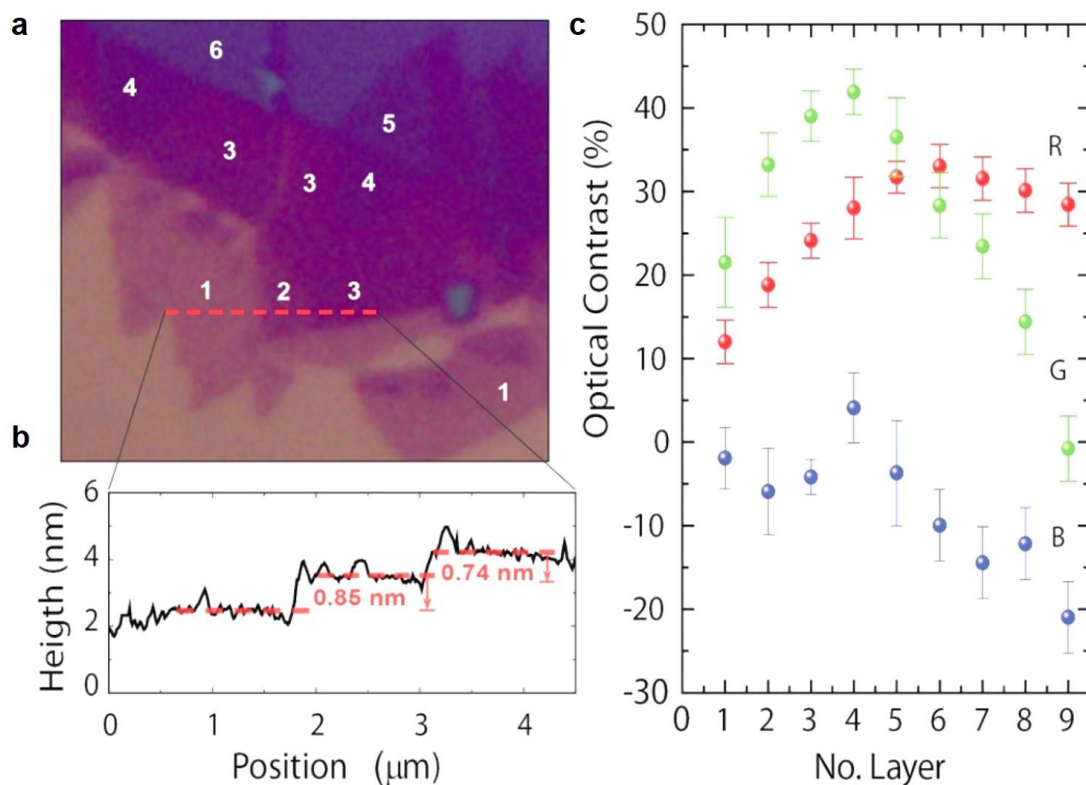 a
6
4
5
3
3
4
1
2
3
1
b
6
4
2
0
Heigth (nm)
0.85 nm
0.74 nm
0
1
2
3
4
5
Position (μm)
c
50
40
30
20
10
0
-10
-20
-30
Optical Contrast (%)
R
G
B
0 1 2 3 4 5 6 7 8 9
No. Layer